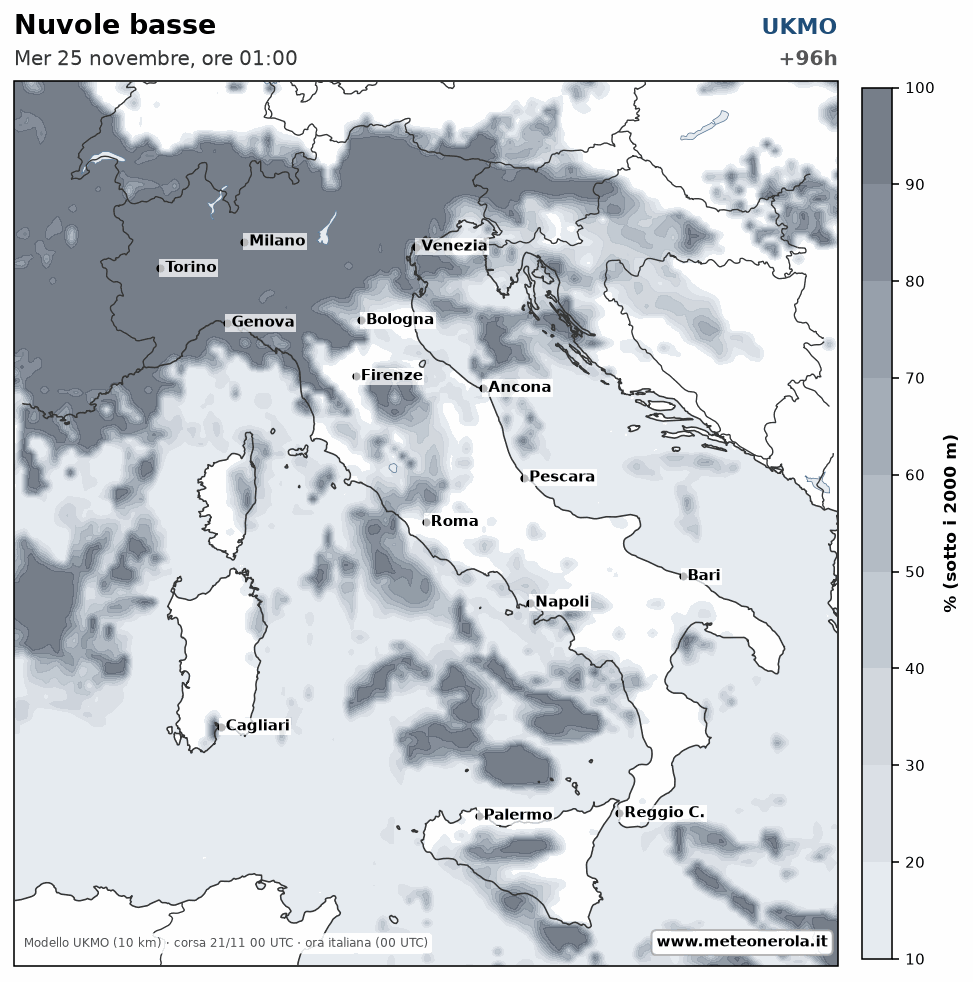 Nuvole basse
UKMO
Mer 25 novembre, ore 01:00
+96h
Milano
Venezia
Torino
Genova
Bologna
Firenze
Ancona
Pescara
Roma
Bari
Napoli
Cagliari
Palermo
Reggio C.
Modello UKMO (10 km) · corsa 21/11 00 UTC · ora italiana (00 UTC)
www.meteonerola.it
100
90
80
70
60
50
40
30
20
10
% (sotto i 2000 m)